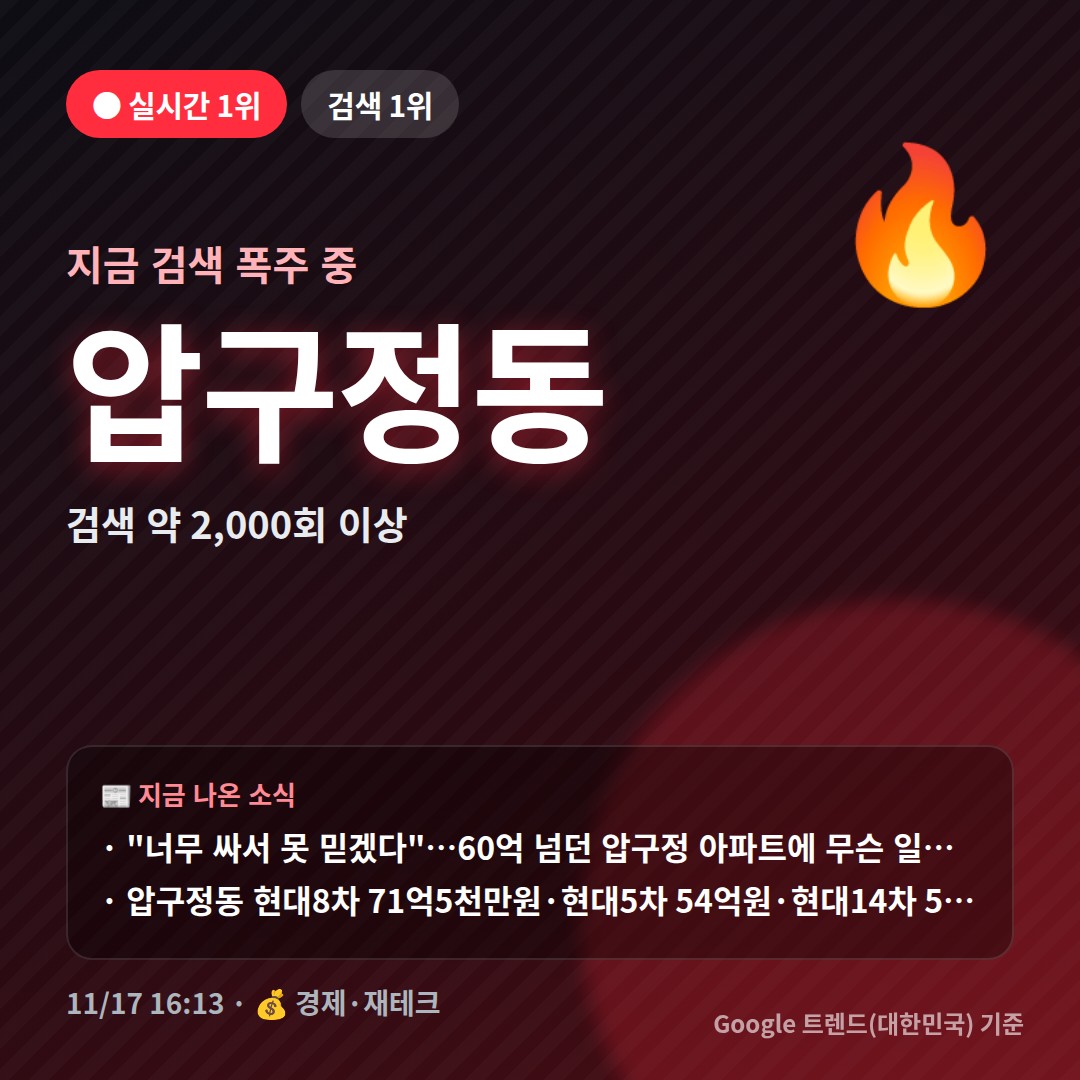 실시간 1위
검색 1위
지금 검색 폭주 중
압구정동
검색 약 2,000회 이상
📰 지금 나온 소식
· "너무 싸서 못 믿겠다"…60억 넘던 압구정 아파트에 무슨 일…
· 압구정동 현대8차 71억5천만원·현대5차 54억원·현대14차 5…
11/17 16:13 · 💰 경제·재테크
Google 트렌드(대한민국) 기준